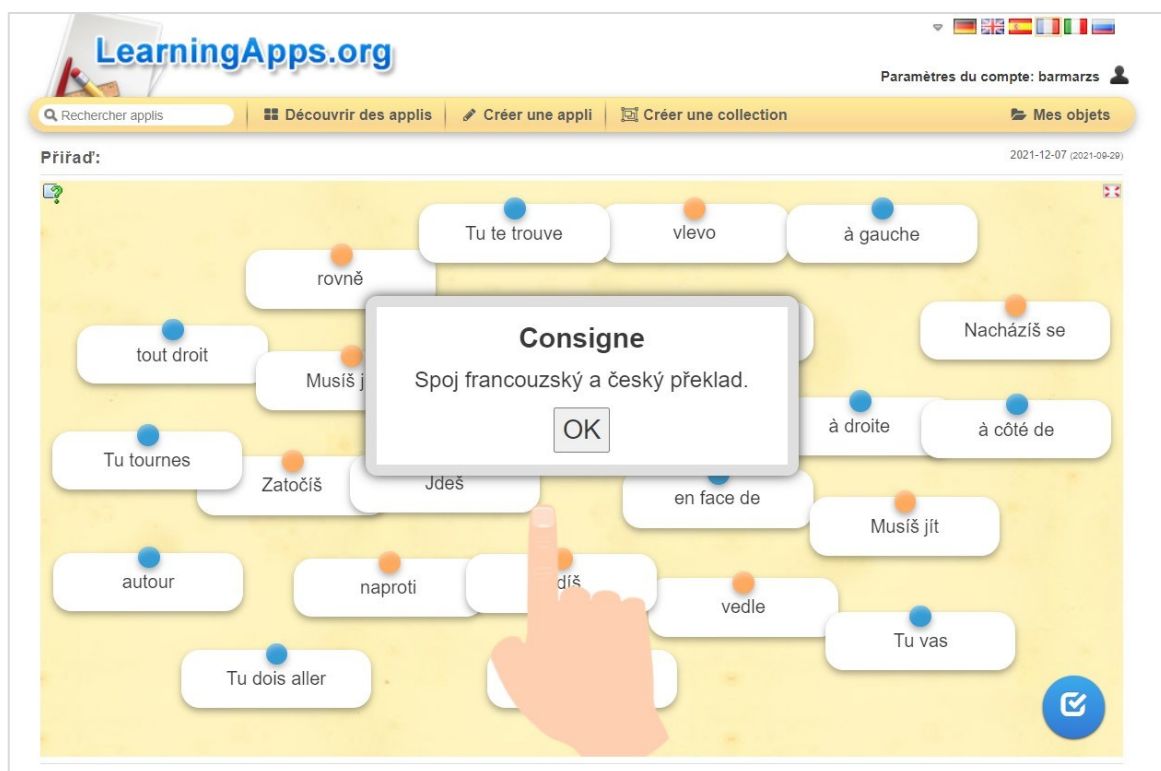 LearningApps.org
Paramètres du compte: barmarzs
Rechercher applis
Découvrir des applis
Créer une appli
Créer une collection
Mes objets
Přiřaď:
2021-12-07 (2021-09-29)
Tu te trouve
vlevo
à gauche
rovně
Nacházíš se
tout droit
Musíš j
Consigne
Spoj francouzský a český překlad.
OK
à droite
à côté de
Tu tournes
Zatočíš
Jdeš
en face de
Musíš jít
autour
naproti
díš
vedle
Tu vas
Tu dois aller